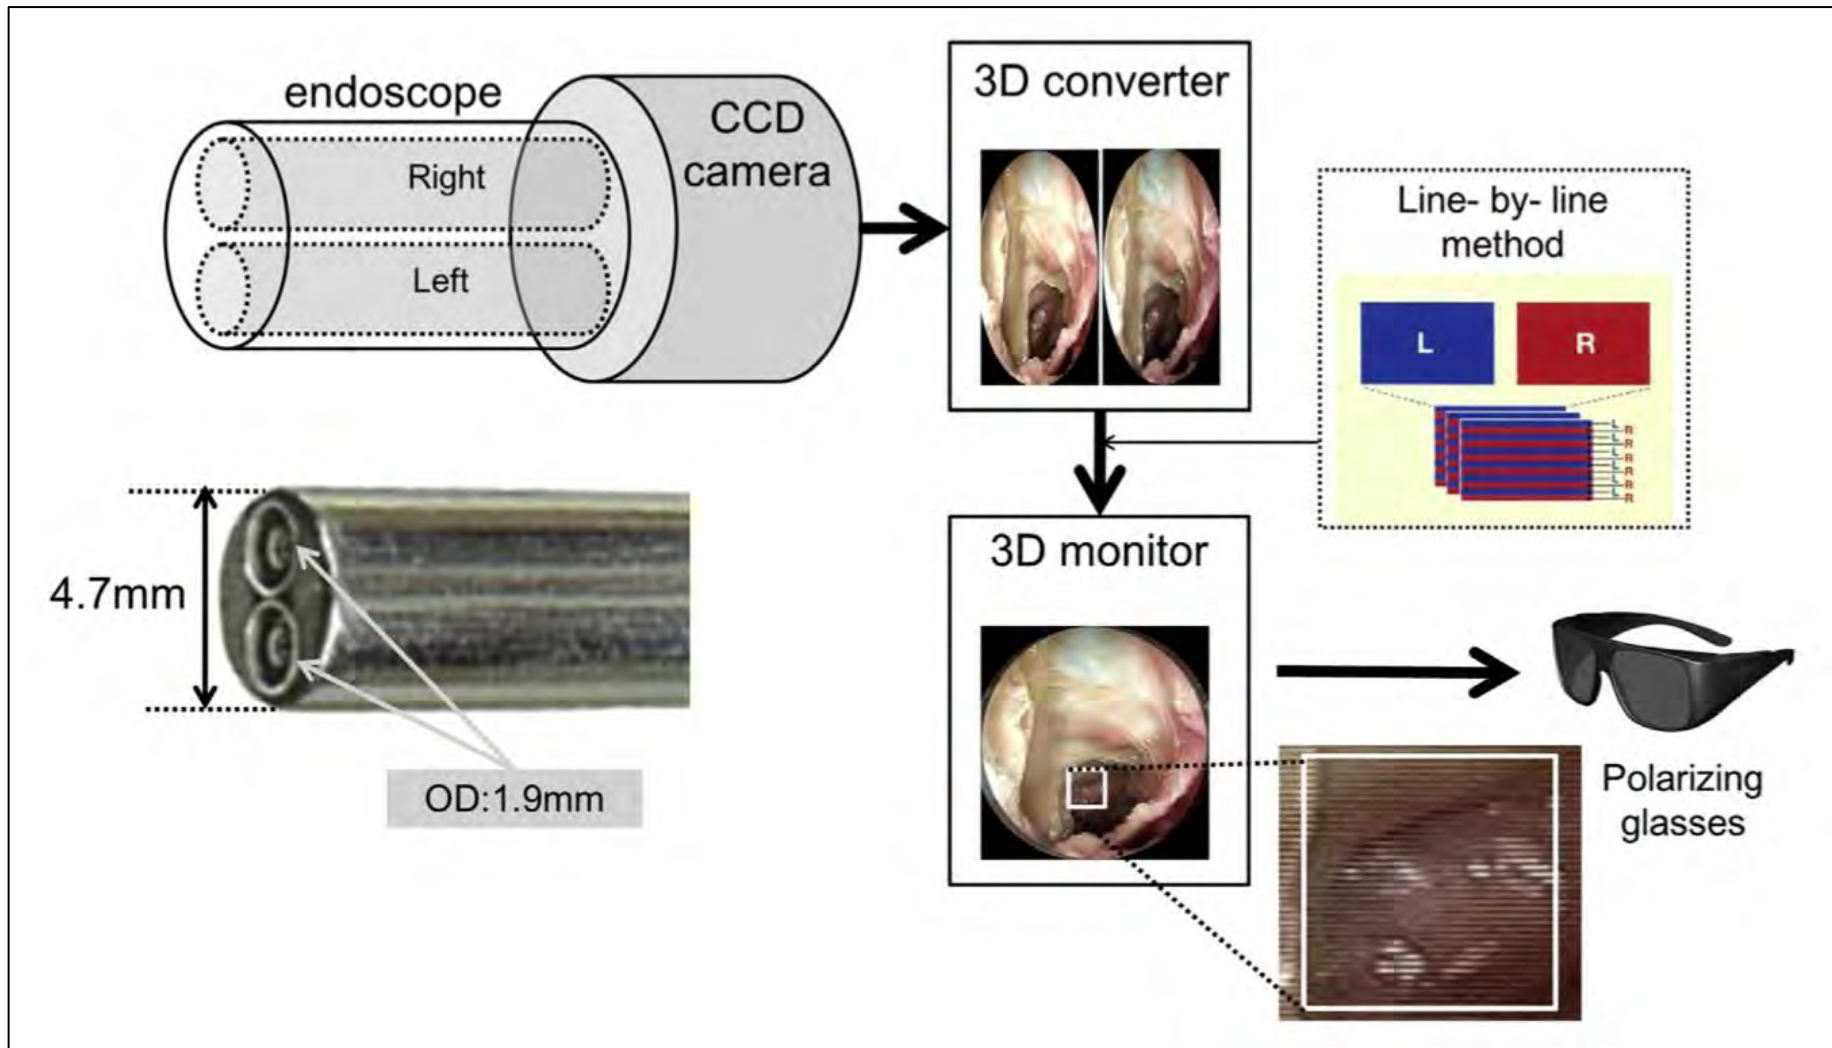 endoscope
Right
Left
CCD
camera
3D converter
Line- by- line
method
L
R
L
R
L
R
L
R
L
R
L
R
L
R
3D monitor
4.7mm
OD:1.9mm
Polarizing
glasses